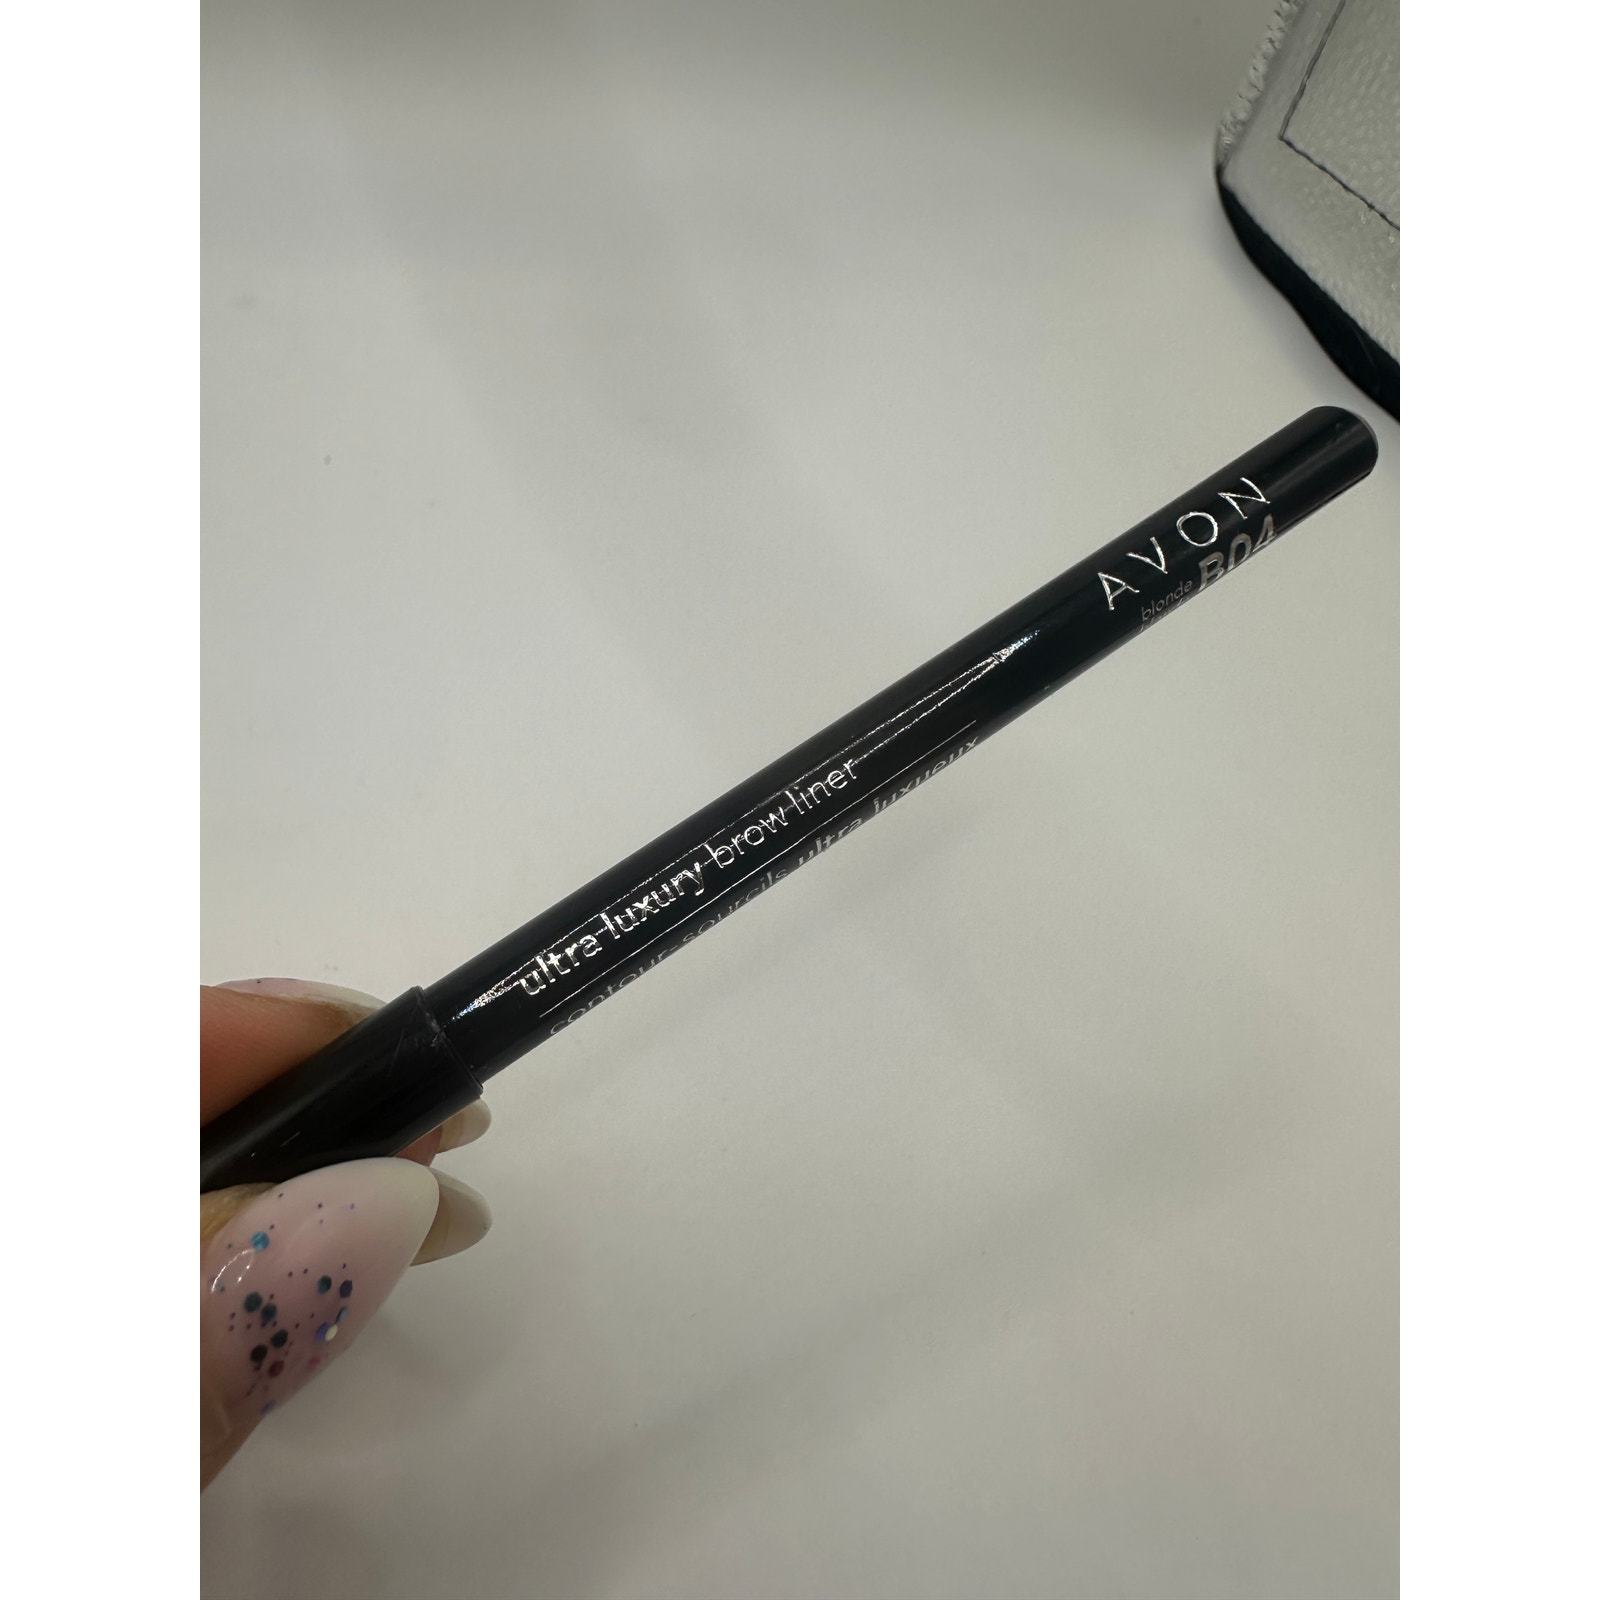 AVON
blonde B04
ultra luxury brow liner
contour-sourcils ultra luxueux